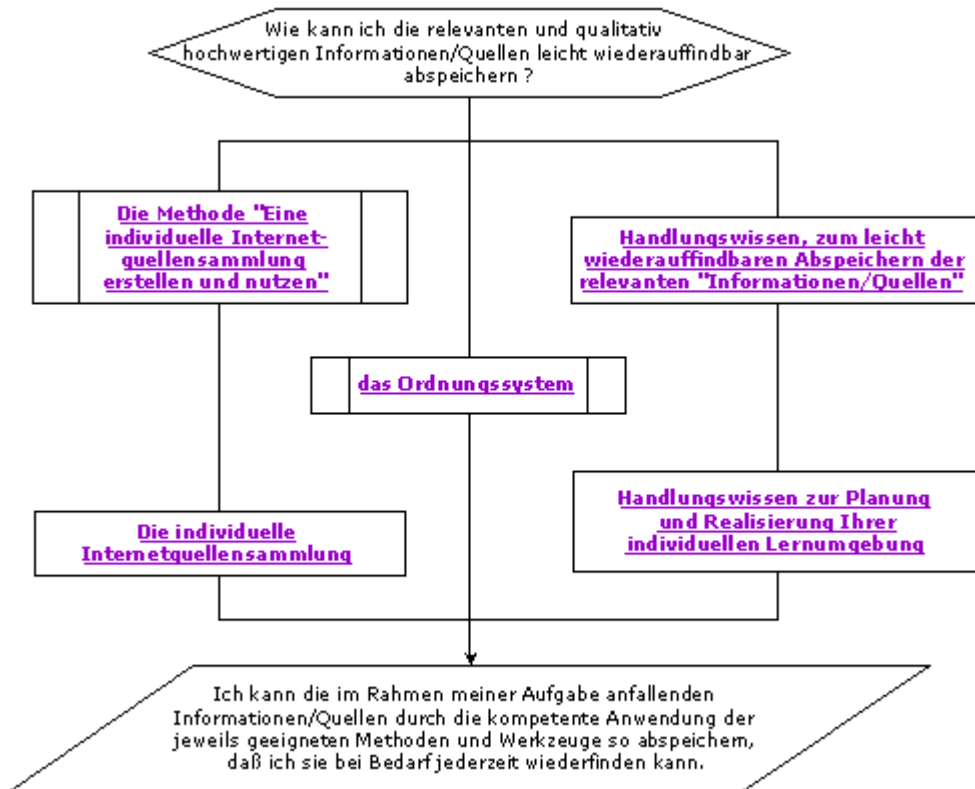 Wie kann ich die relevanten und qualitativ
hochwertigen Informationen/Quellen leicht wiederauffindbar
abspeichern ?
Die Methode "Eine
individuelle Internet-
quellensammlung
erstellen und nutzen"
Handlungswissen, zum leicht
wiederauffindbaren Abspeichern der
relevanten "Informationen/Quellen"
das Ordnungssystem
Die individuelle
Internetquellensammlung
Handlungswissen zur Planung
und Realisierung Ihrer
individuellen Lernumgebung
Ich kann die im Rahmen meiner Aufgabe anfallenden
Informationen/Quellen durch die kompetente Anwendung der
jeweils geeigneten Methoden und Werkzeuge so abspeichern,
daß ich sie bei Bedarf jederzeit wiederfinden kann.